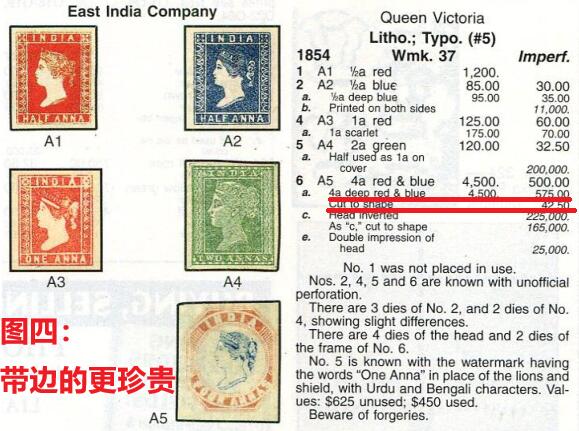 East India Company
INDIA
HALF ANNA
A1
INDIA
HALF ANNA
A2
INDIA
ONE ANNA
A3
INDIA
TWO ANNAS
A4
INDIA
FOUR ANNAS
A5
图四：
带边的更珍贵
Queen Victoria
Litho.; Typo. (#5)
1854 Wmk. 37 Imperf.
1 A1 ½a red 1,200.
2 A2 ½a blue 85.00 30.00
a. ½a deep blue 95.00 35.00
b. Printed on both sides 11,000.
4 A3 1a red 125.00 60.00
a. 1a scarlet 175.00 70.00
5 A4 2a green 120.00 32.50
a. Half used as 1a on
cover 200,000.
6 A5 4a red & blue 4,500. 500.00
a. 4a deep red & blue 4,500. 575.00
Cut to shape 42.50
c. Head inverted 225,000.
As "c," cut to shape 165,000.
e. Double impression of
head 25,000.
No. 1 was not placed in use.
Nos. 2, 4, 5 and 6 are known with unofficial
perforation.
There are 3 dies of No. 2, and 2 dies of No.
4, showing slight differences.
There are 4 dies of the head and 2 dies of
the frame of No. 6.
No. 5 is known with the watermark having
the words "One Anna" in place of the lions and
shield, with Urdu and Bengali characters. Val-
ues: $625 unused; $450 used.
Beware of forgeries.